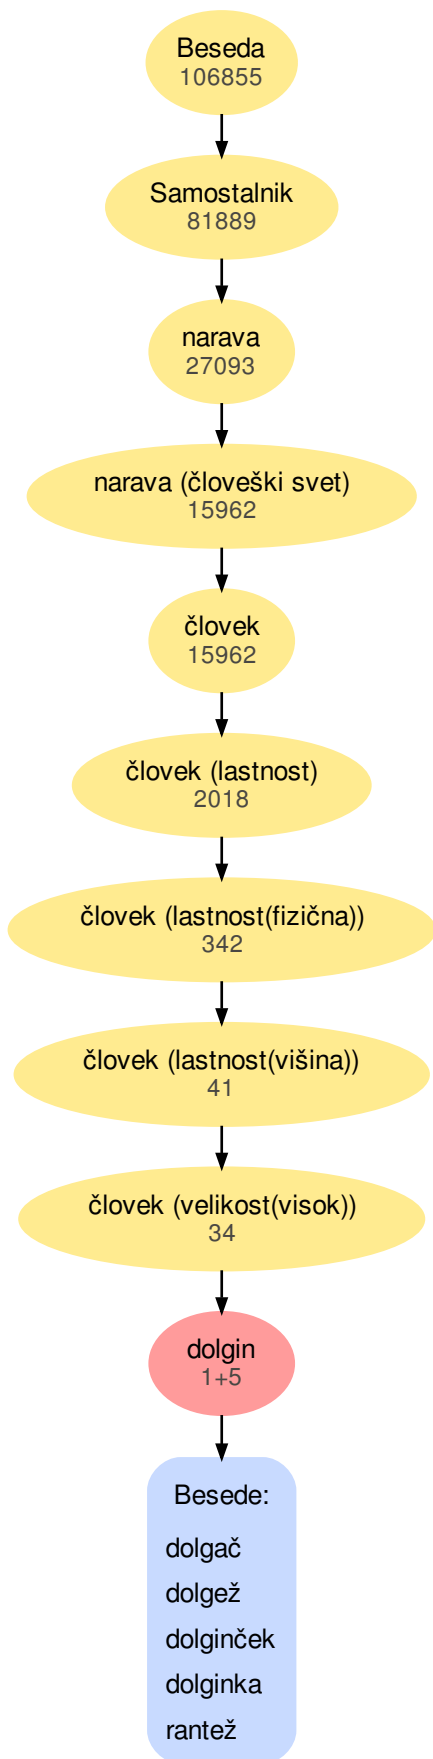 Beseda
106855
Samostalnik
81889
narava
27093
narava (človeški svet)
15962
človek
15962
človek (lastnost)
2018
človek (lastnost(fizična))
342
človek (lastnost(višina))
41
človek (velikost(visok))
34
dolgin
1+5
Besede:
dolgač
dolgež
dolginček
dolginka
rantež